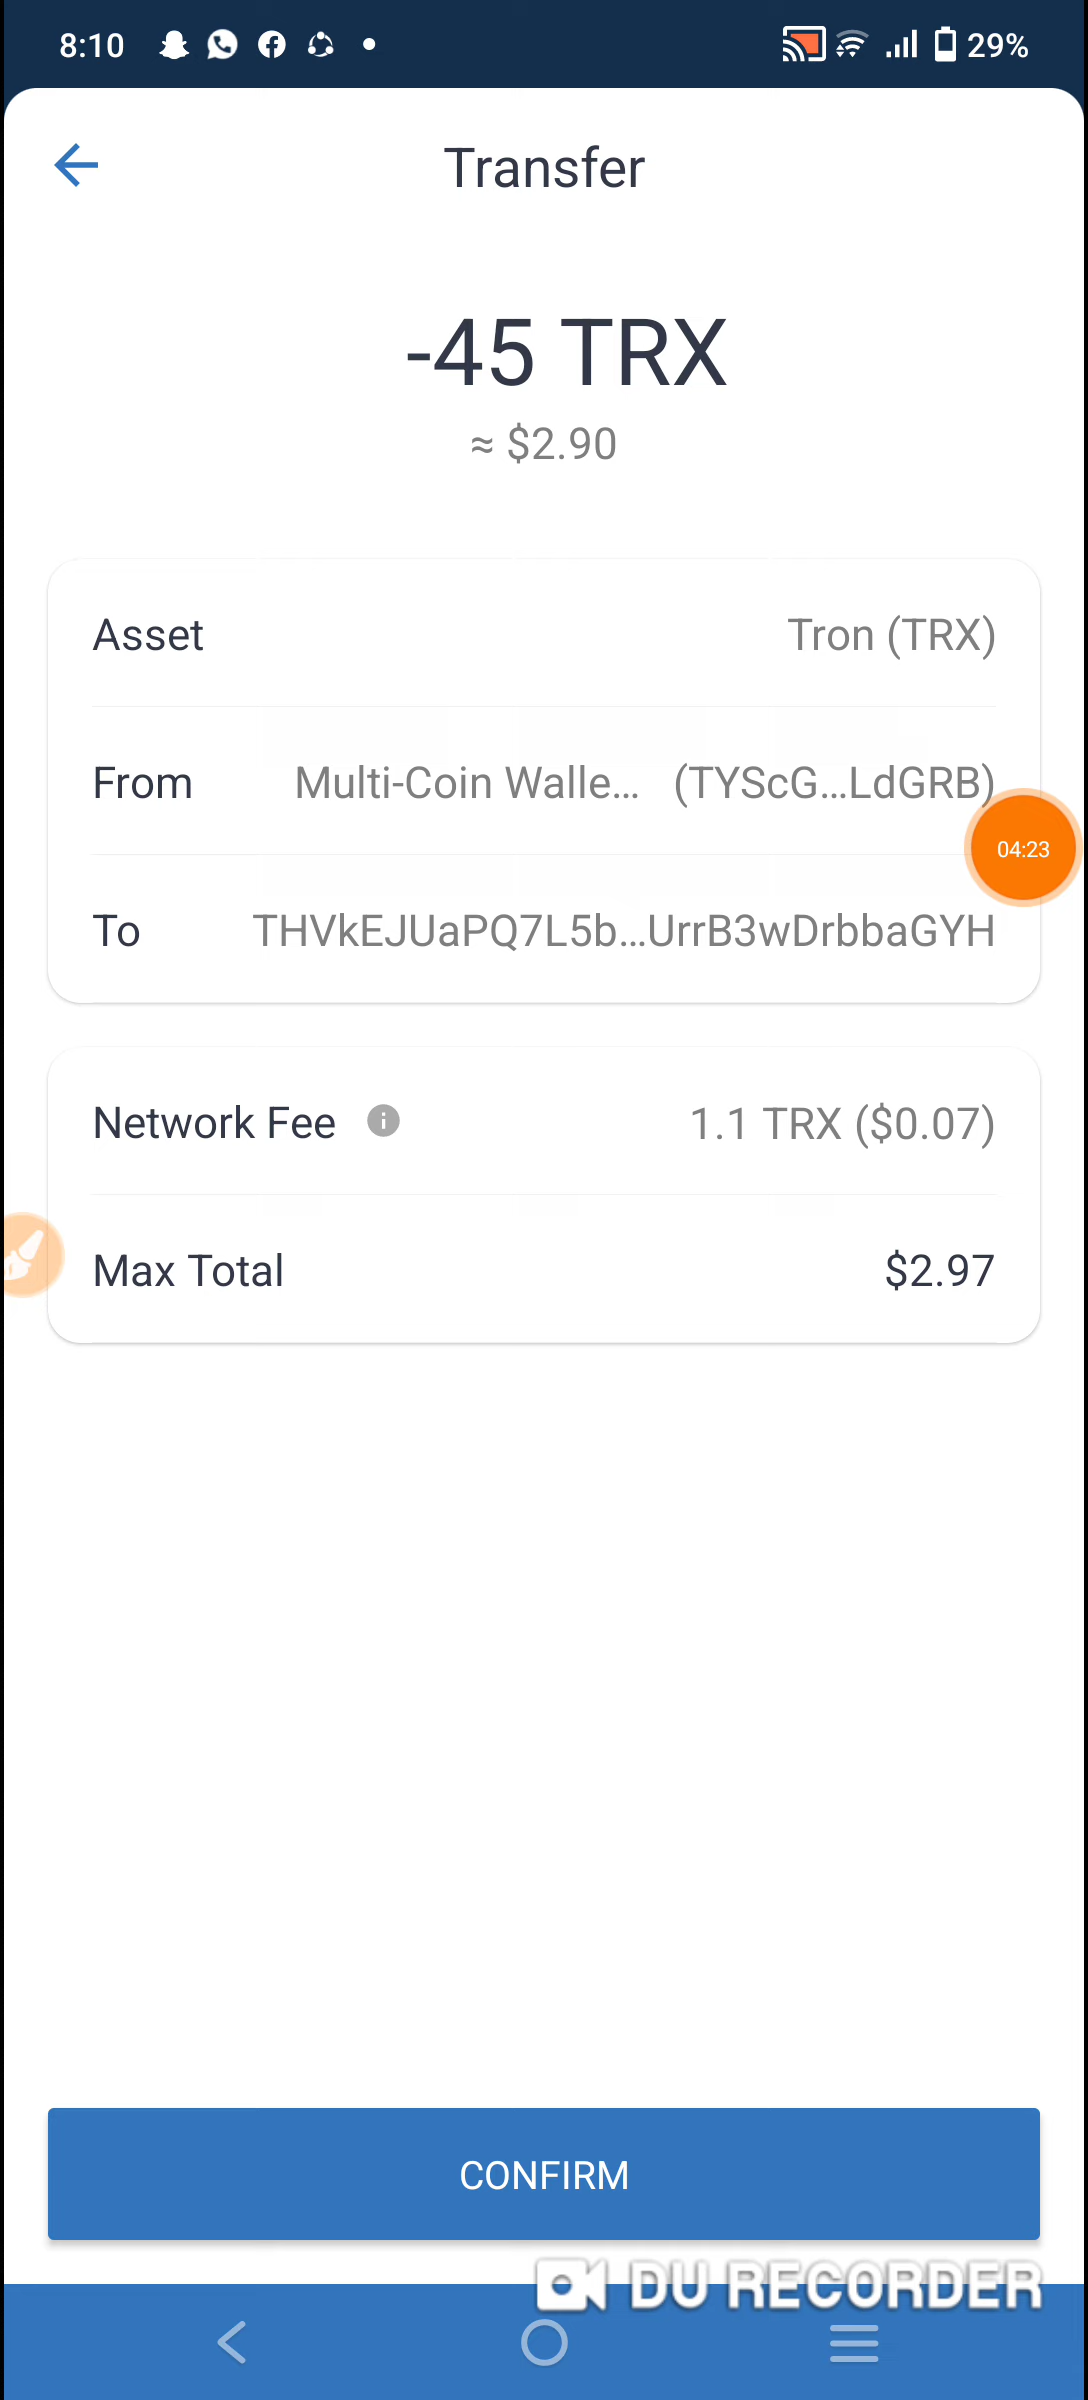 8:10
29%
Transfer
-45 TRX
≈ $2.90
Asset Tron (TRX)
From Multi-Coin Walle... (TYScG...LdGRB)
04:23
To THVkEJUaPQ7L5b...UrrB3wDrbbaGYH
Network Fee 1.1 TRX ($0.07)
Max Total $2.97
CONFIRM
DU RECORDER